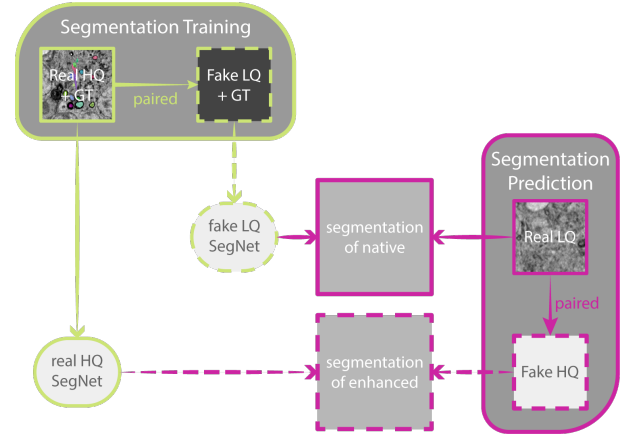 Segmentation Training
Real HQ
+ GT
paired
Fake LQ
+ GT
Segmentation
Prediction
fake LQ
SegNet
segmentation
of native
Real LQ
paired
real HQ
SegNet
segmentation
of enhanced
Fake HQ